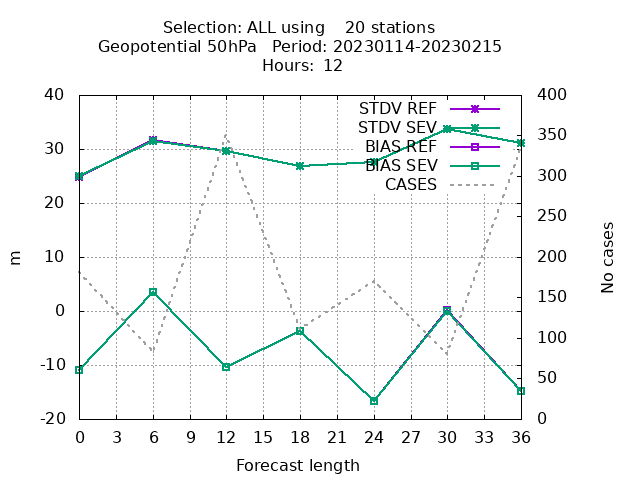 Selection: ALL using    20 stations
Geopotential 50hPa   Period: 20230114-20230215
Hours:  12
40
30
20
10
0
-10
-20
m
STDV REF
STDV SEV
BIAS REF
BIAS SEV
CASES
400
350
300
250
200
150
100
50
0
No cases
0 3 6 9 12 15 18 21 24 27 30 33 36
Forecast length